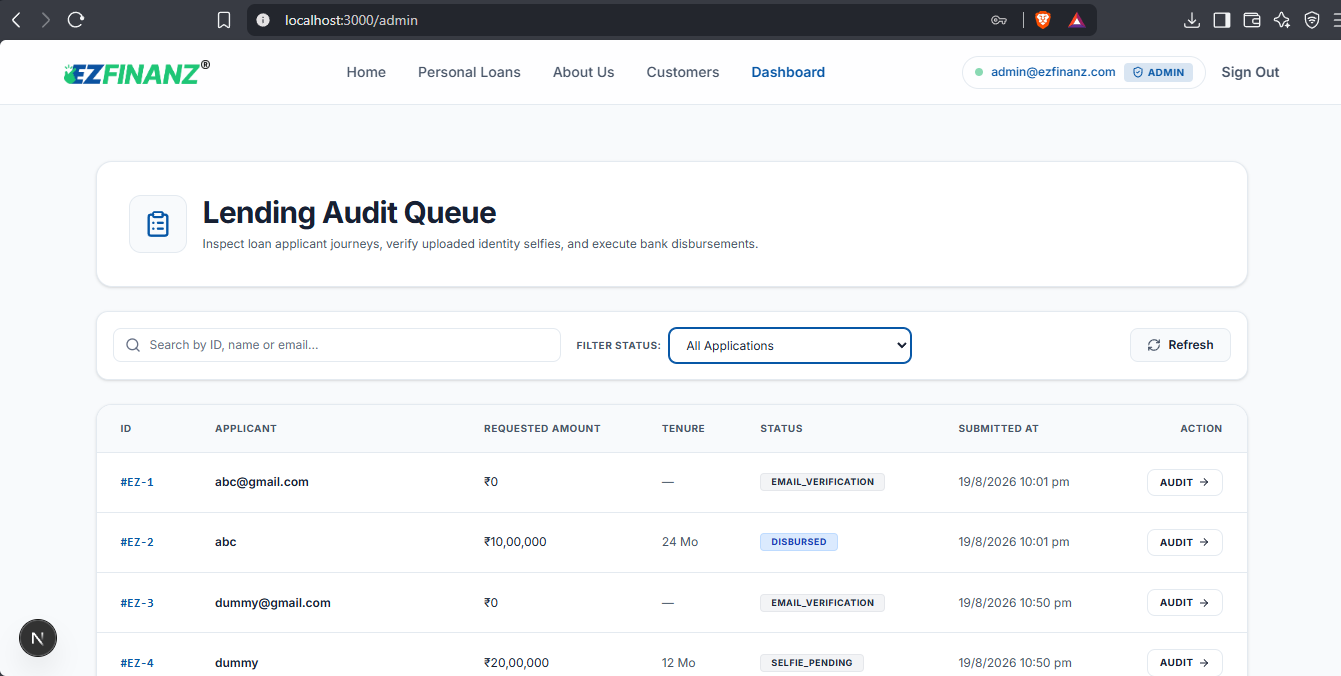 localhost:3000/admin
EZFINANZ®
Home Personal Loans About Us Customers Dashboard admin@ezfinanz.com ADMIN Sign Out
Lending Audit Queue
Inspect loan applicant journeys, verify uploaded identity selfies, and execute bank disbursements.
Search by ID, name or email... FILTER STATUS: All Applications Refresh
ID APPLICANT REQUESTED AMOUNT TENURE STATUS SUBMITTED AT ACTION
#EZ-1 abc@gmail.com ₹0 — EMAIL_VERIFICATION 19/8/2026 10:01 pm AUDIT →
#EZ-2 abc ₹10,00,000 24 Mo DISBURSED 19/8/2026 10:01 pm AUDIT →
#EZ-3 dummy@gmail.com ₹0 — EMAIL_VERIFICATION 19/8/2026 10:50 pm AUDIT →
#EZ-4 dummy ₹20,00,000 12 Mo SELFIE_PENDING 19/8/2026 10:50 pm AUDIT →
N